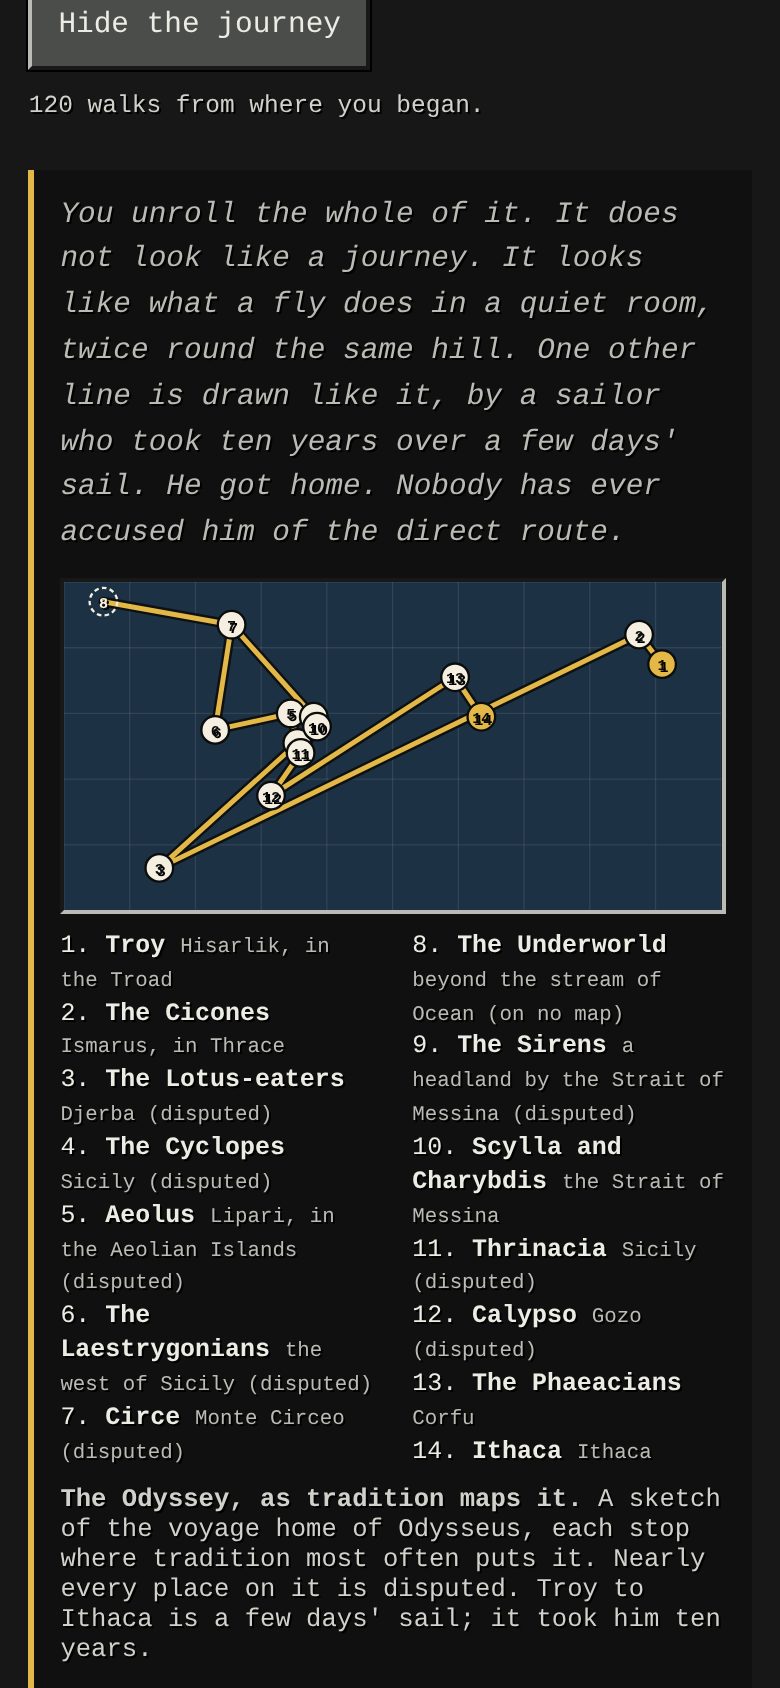 Hide the journey
120 walks from where you began.
You unroll the whole of it. It does
not look like a journey. It looks
like what a fly does in a quiet room,
twice round the same hill. One other
line is drawn like it, by a sailor
who took ten years over a few days'
sail. He got home. Nobody has ever
accused him of the direct route.
8
7
2
1
13
14
5
10
6
11
12
3
1. Troy Hisarlik, in
the Troad
2. The Cicones
Ismarus, in Thrace
3. The Lotus-eaters
Djerba (disputed)
4. The Cyclopes
Sicily (disputed)
5. Aeolus Lipari, in
the Aeolian Islands
(disputed)
6. The
Laestrygonians the
west of Sicily (disputed)
7. Circe Monte Circeo
(disputed)
8. The Underworld
beyond the stream of
Ocean (on no map)
9. The Sirens a
headland by the Strait of
Messina (disputed)
10. Scylla and
Charybdis the Strait of
Messina
11. Thrinacia Sicily
(disputed)
12. Calypso Gozo
(disputed)
13. The Phaeacians
Corfu
14. Ithaca Ithaca
The Odyssey, as tradition maps it. A sketch
of the voyage home of Odysseus, each stop
where tradition most often puts it. Nearly
every place on it is disputed. Troy to
Ithaca is a few days' sail; it took him ten
years.